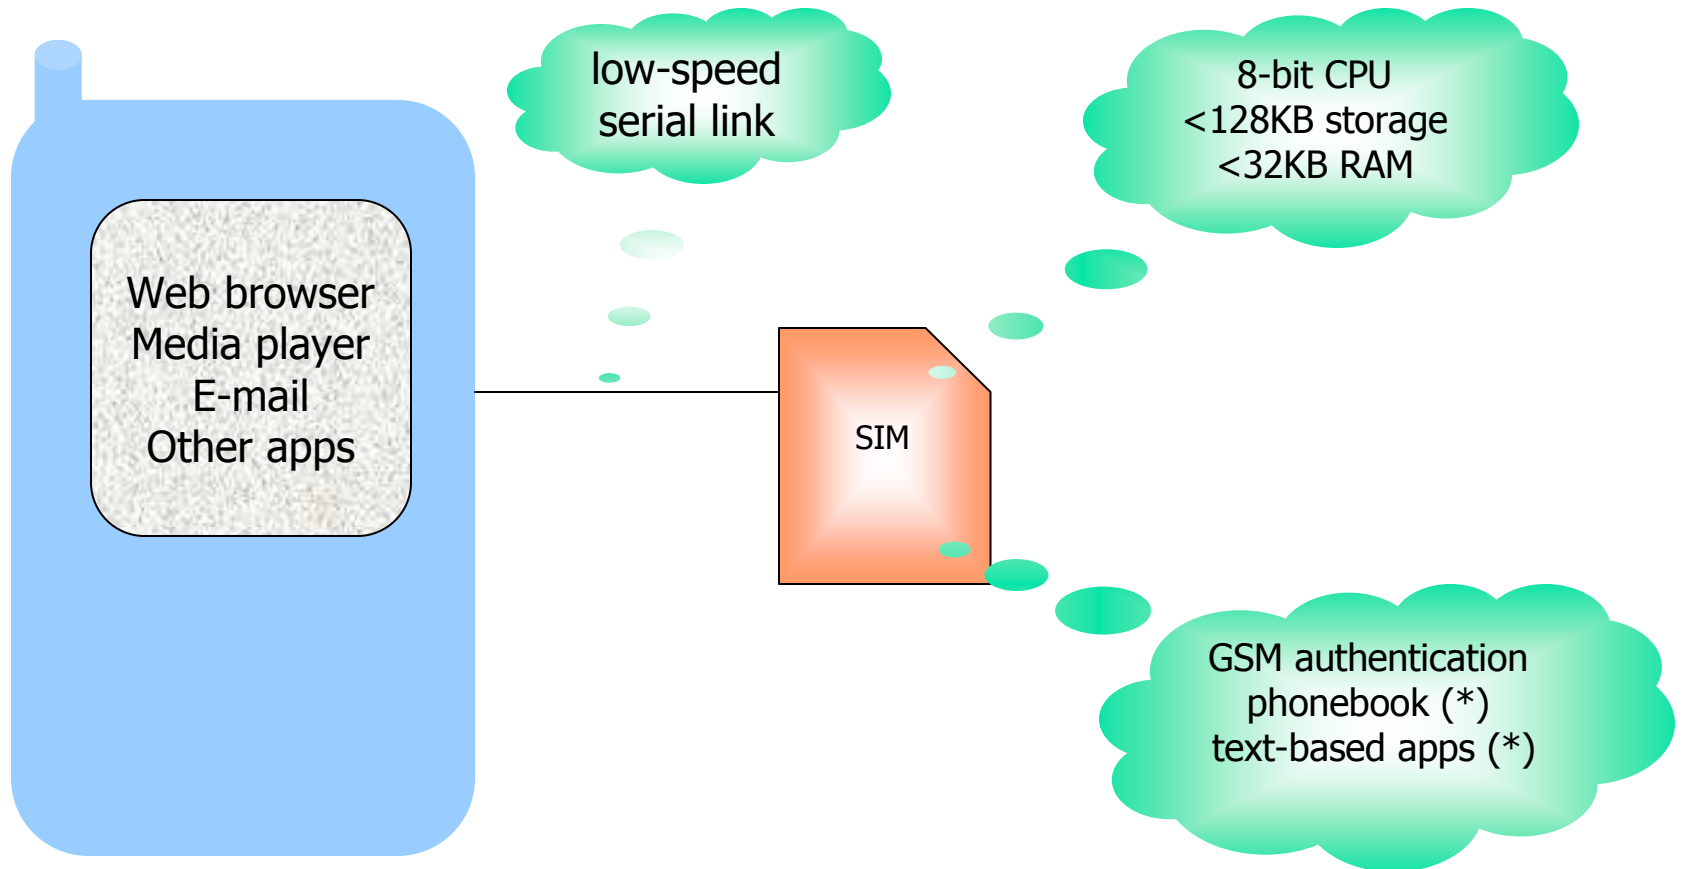 low-speed
serial link
8-bit CPU
<128KB storage
<32KB RAM
Web browser
Media player
E-mail
Other apps
SIM
GSM authentication
phonebook (*)
text-based apps (*)